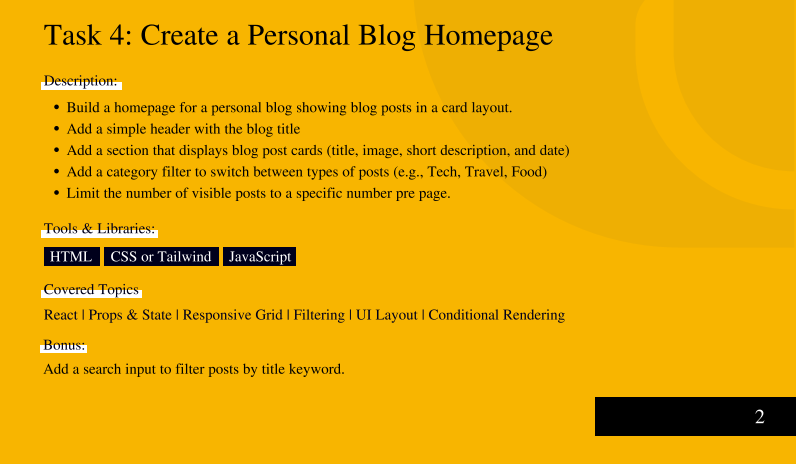 Task 4: Create a Personal Blog Homepage
Description:
• Build a homepage for a personal blog showing blog posts in a card layout.
• Add a simple header with the blog title
• Add a section that displays blog post cards (title, image, short description, and date)
• Add a category filter to switch between types of posts (e.g., Tech, Travel, Food)
• Limit the number of visible posts to a specific number pre page.
Tools & Libraries:
HTML CSS or Tailwind JavaScript
Covered Topics
React | Props & State | Responsive Grid | Filtering | UI Layout | Conditional Rendering
Bonus:
Add a search input to filter posts by title keyword.
2